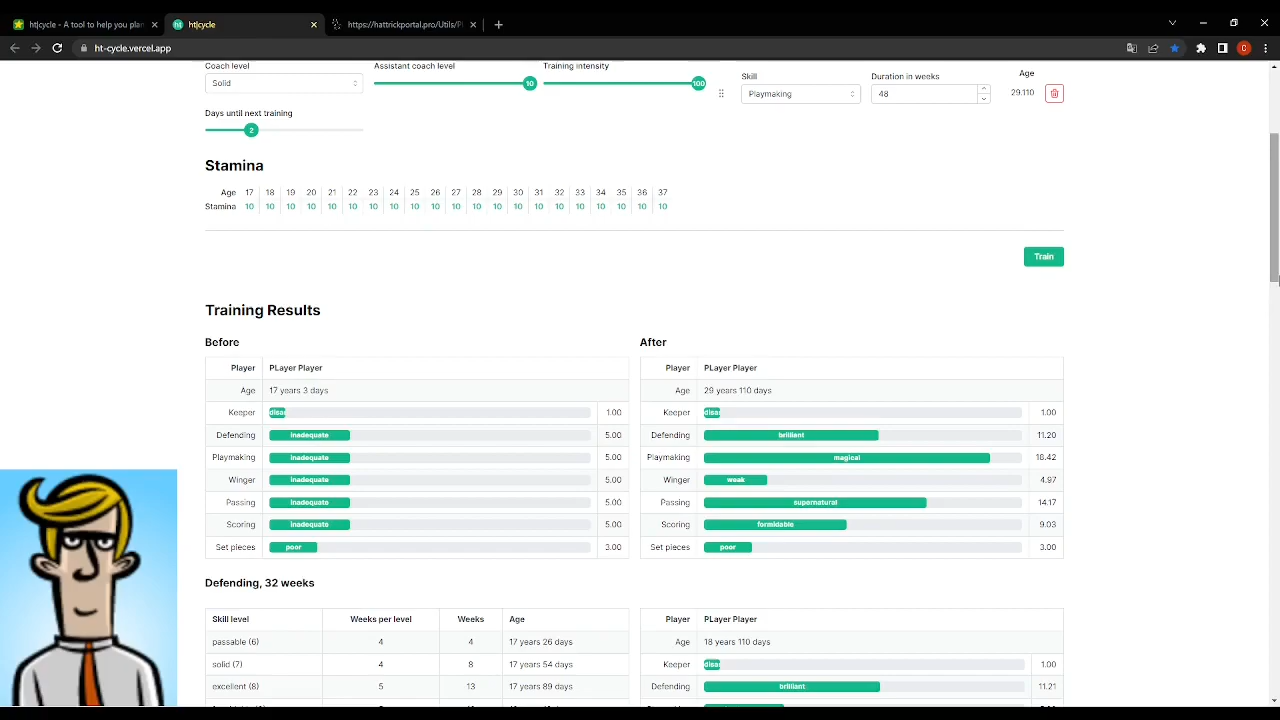 ht|cycle - A tool to help you plan
ht|cycle
https://hattrickportal.pro/Utils/Pl
ht-cycle.vercel.app
Coach level Assistant coach level Training intensity
Solid 10 100
Skill Duration in weeks Age
Playmaking 48 29.110
Days until next training
2
Stamina
Age 17 18 19 20 21 22 23 24 25 26 27 28 29 30 31 32 33 34 35 36 37
Stamina 10 10 10 10 10 10 10 10 10 10 10 10 10 10 10 10 10 10 10 10 10
Train
Training Results
Before
Player PLayer Player
Age 17 years 3 days
Keeper disas 1.00
Defending inadequate 5.00
Playmaking inadequate 5.00
Winger inadequate 5.00
Passing inadequate 5.00
Scoring inadequate 5.00
Set pieces poor 3.00
After
Player PLayer Player
Age 29 years 110 days
Keeper disas 1.00
Defending brilliant 11.20
Playmaking magical 18.42
Winger weak 4.97
Passing supernatural 14.17
Scoring formidable 9.03
Set pieces poor 3.00
Defending, 32 weeks
Skill level Weeks per level Weeks Age
passable (6) 4 4 17 years 26 days
solid (7) 4 8 17 years 54 days
excellent (8) 5 13 17 years 89 days
Player PLayer Player
Age 18 years 110 days
Keeper disas 1.00
Defending brilliant 11.21